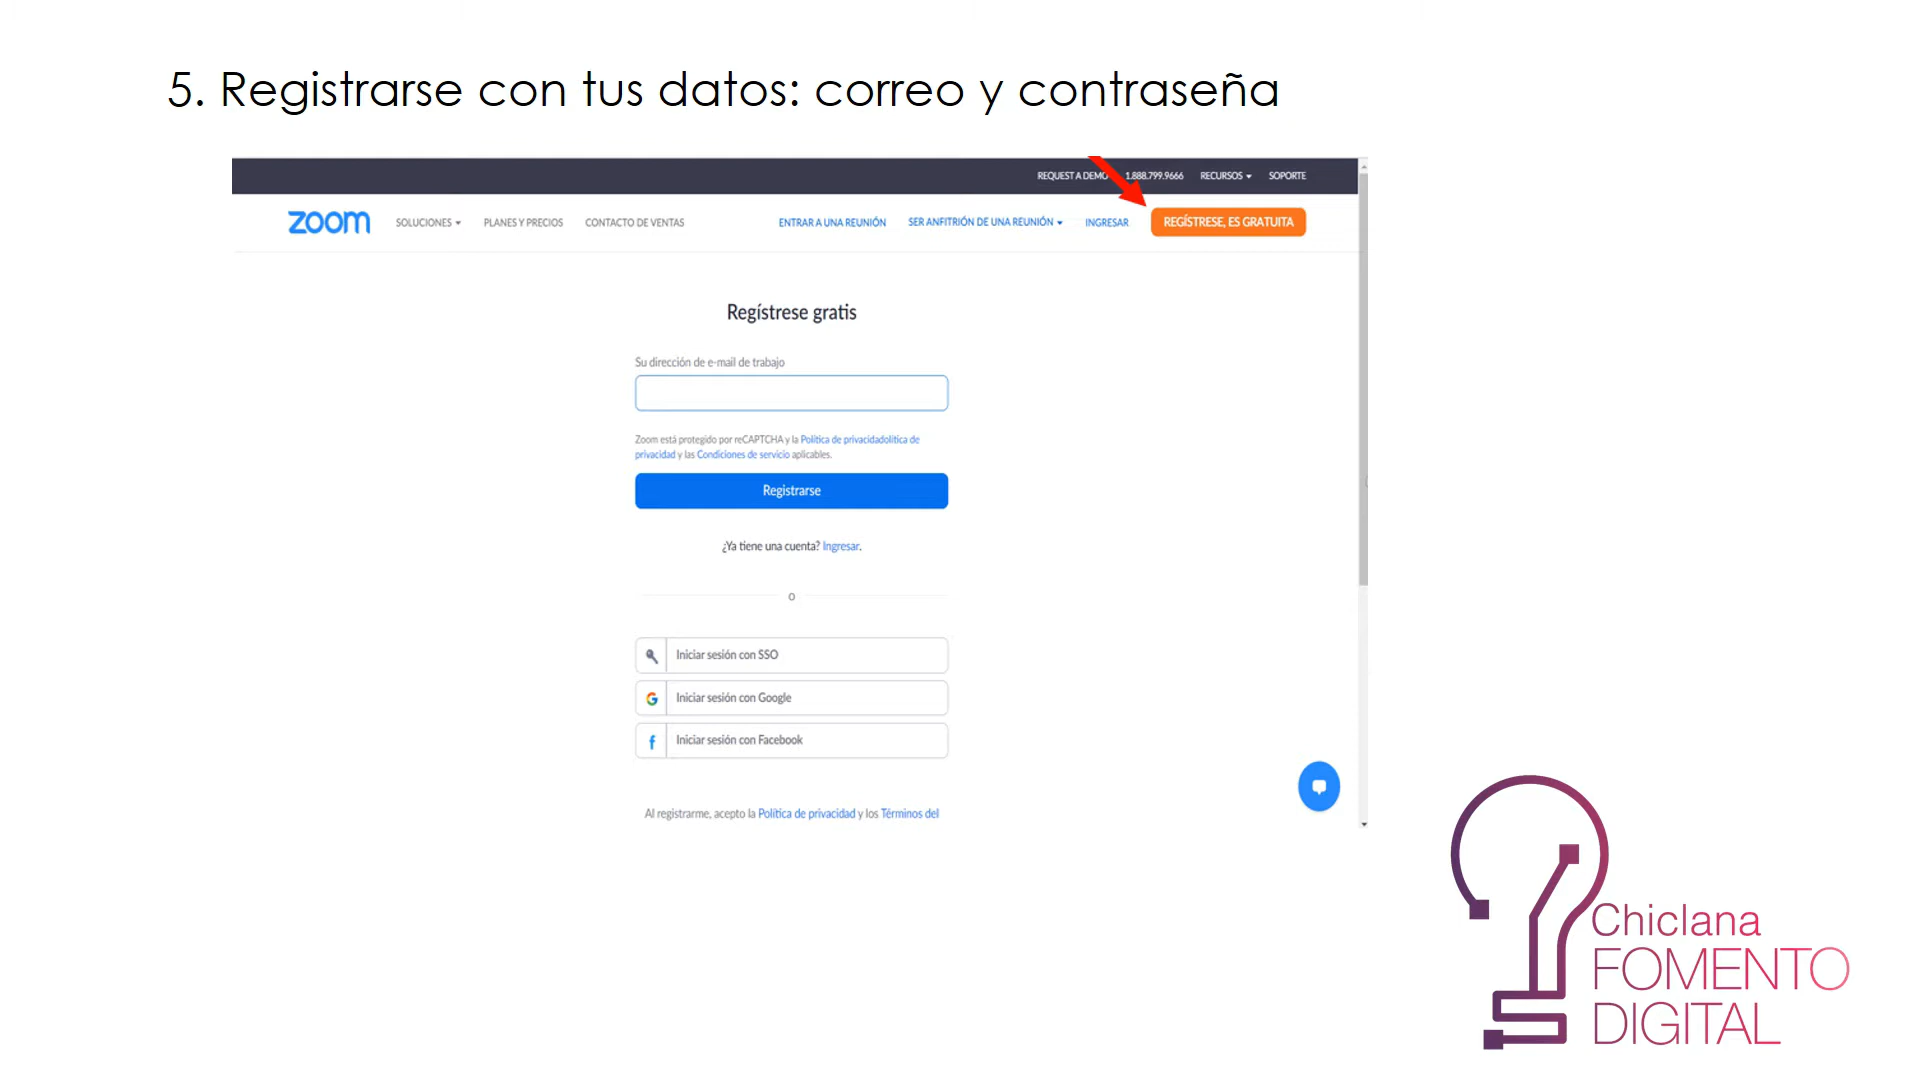 5. Registrarse con tus datos: correo y contraseña
REQUEST A DEMO 1.888.799.9666 RECURSOS SOPORTE
zoom SOLUCIONES PLANES Y PRECIOS CONTACTO DE VENTAS ENTRAR A UNA REUNIÓN SER ANFITRIÓN DE UNA REUNIÓN INGRESAR REGÍSTRESE, ES GRATUITA
Regístrese gratis
Su dirección de e-mail de trabajo
Zoom está protegido por reCAPTCHA y la Política de privacidadolítica de
privacidad y las Condiciones de servicio aplicables.
Registrarse
¿Ya tiene una cuenta? Ingresar.
o
Iniciar sesión con SSO
Iniciar sesión con Google
Iniciar sesión con Facebook
Al registrarme, acepto la Política de privacidad y los Términos del
Chiclana
FOMENTO
DIGITAL